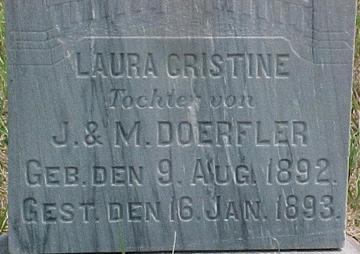 LAURA CRISTINE
Tochter von
J. & M. DOERFLER
GEB. DEN 9. AUG. 1892.
GEST. DEN 16. JAN. 1893.